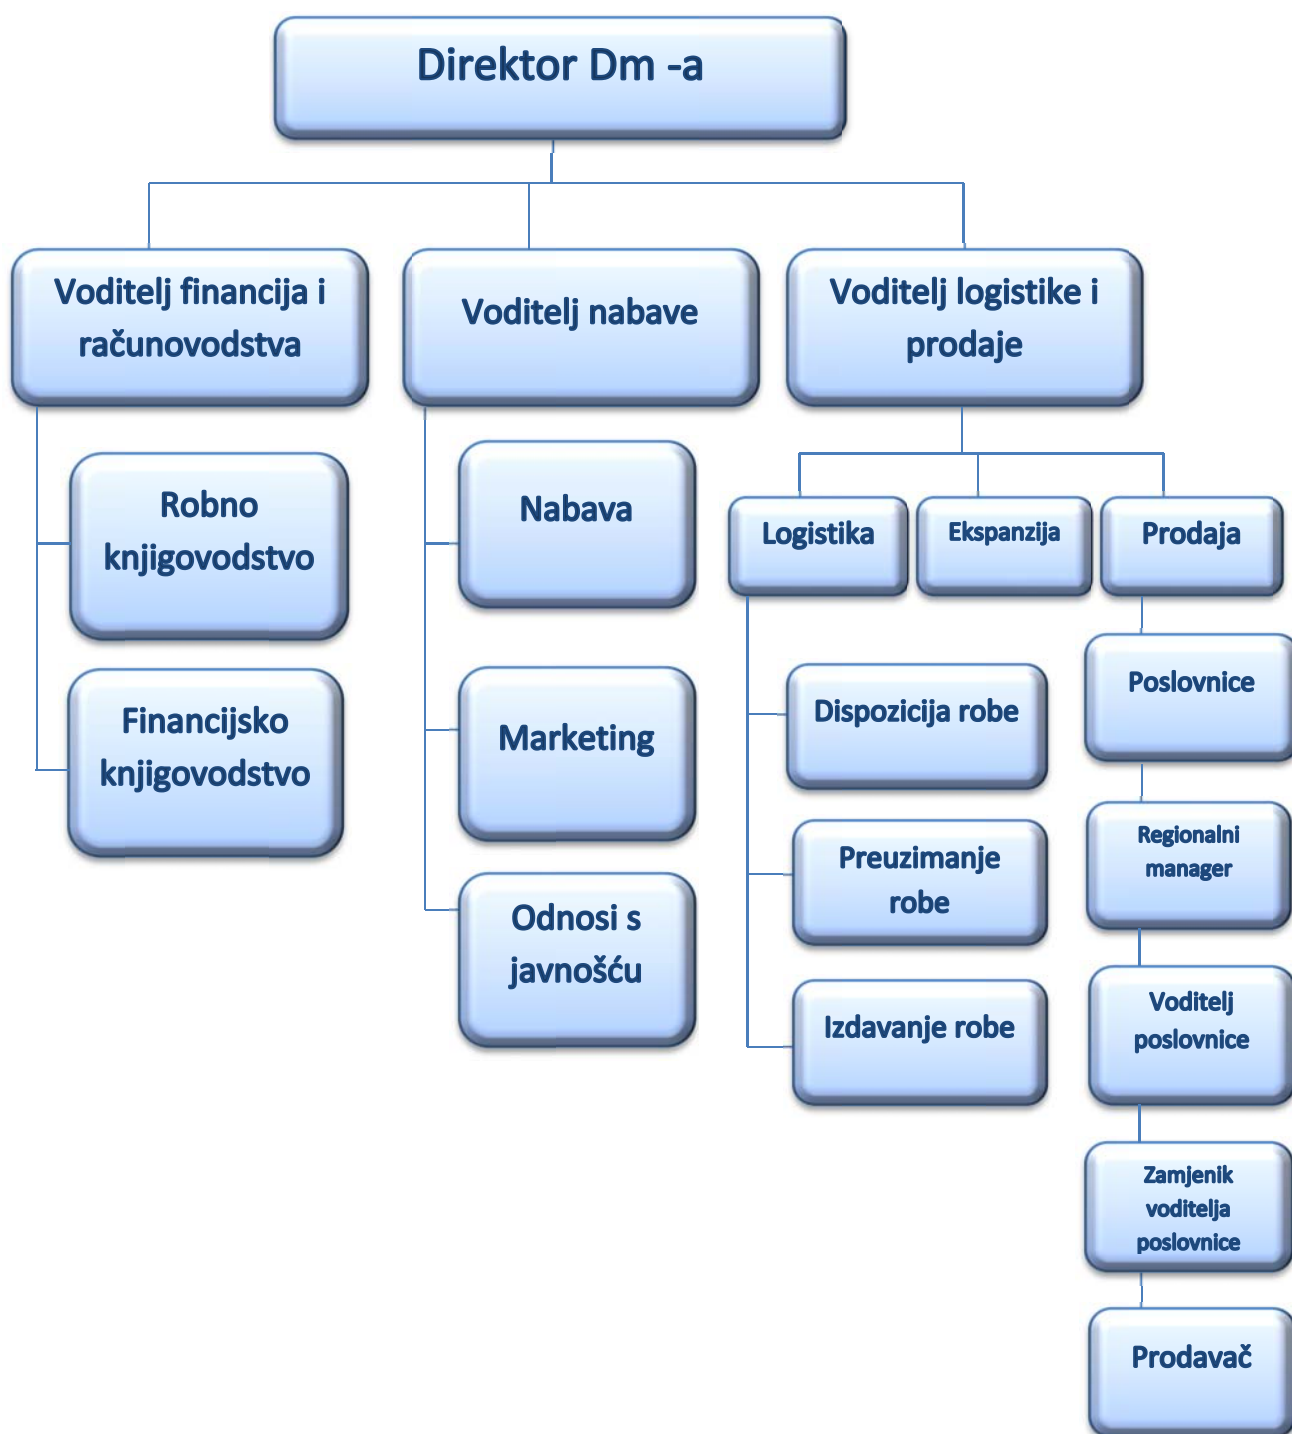 Direktor Dm -a
Voditelj financija i
računovodstva
Voditelj nabave
Voditelj logistike i
prodaje
Robno
knjigovodstvo
Financijsko
knjigovodstvo
Nabava
Marketing
Odnosi s
javnošću
Logistika
Ekspanzija
Prodaja
Dispozicija robe
Preuzimanje
robe
Izdavanje robe
Poslovnice
Regionalni
manager
Voditelj
poslovnice
Zamjenik
voditelja
poslovnice
Prodavač